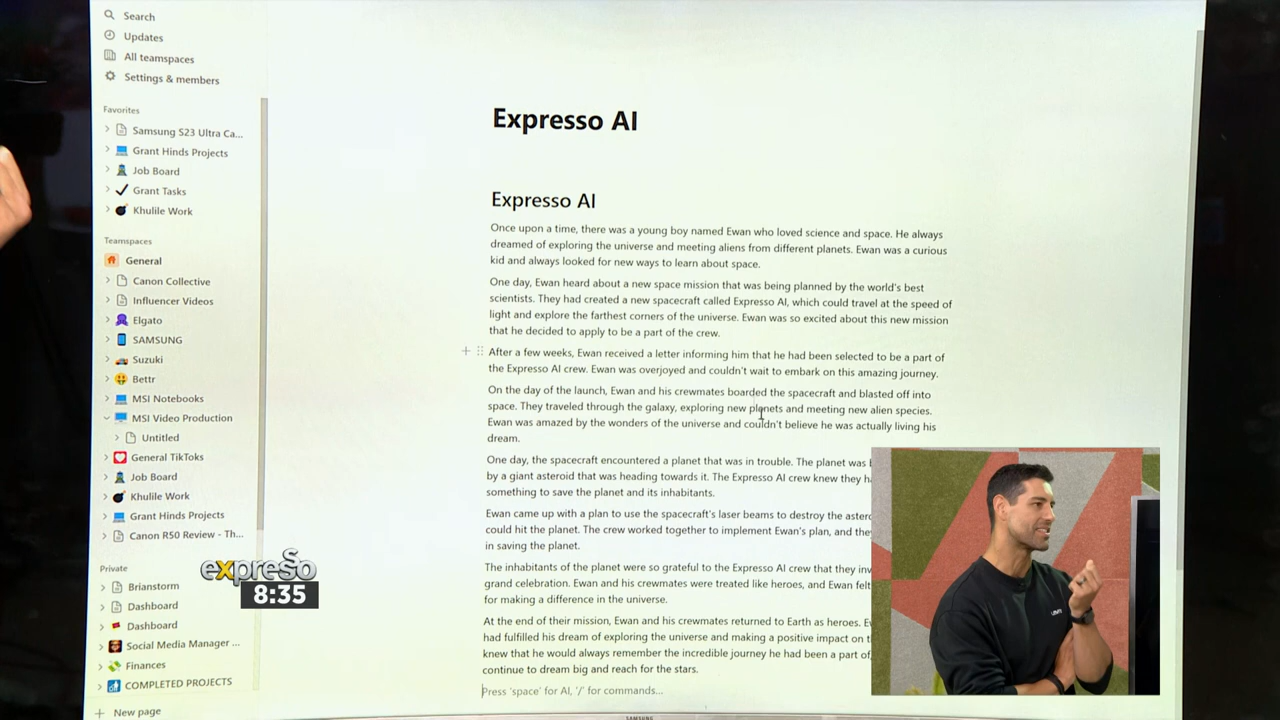 Search
Updates
All teamspaces
Settings & members
Favorites
Samsung S23 Ultra Ca...
Grant Hinds Projects
Job Board
Grant Tasks
Khulile Work
Teamspaces
General
Canon Collective
Influencer Videos
Elgato
SAMSUNG
Suzuki
Bettr
MSI Notebooks
MSI Video Production
Untitled
General TikToks
Job Board
Khulile Work
Grant Hinds Projects
Canon R50 Review - Th...
Private
Brianstorm
Dashboard
Dashboard
Social Media Manager ...
Finances
COMPLETED PROJECTS
New page
Expresso AI
Expresso AI
Once upon a time, there was a young boy named Ewan who loved science and space. He always
dreamed of exploring the universe and meeting aliens from different planets. Ewan was a curious
kid and always looked for new ways to learn about space.
One day, Ewan heard about a new space mission that was being planned by the world's best
scientists. They had created a new spacecraft called Expresso AI, which could travel at the speed of
light and explore the farthest corners of the universe. Ewan was so excited about this new mission
that he decided to apply to be a part of the crew.
After a few weeks, Ewan received a letter informing him that he had been selected to be a part of
the Expresso AI crew. Ewan was overjoyed and couldn't wait to embark on this amazing journey.
On the day of the launch, Ewan and his crewmates boarded the spacecraft and blasted off into
space. They traveled through the galaxy, exploring new planets and meeting new alien species.
Ewan was amazed by the wonders of the universe and couldn't believe he was actually living his
dream.
One day, the spacecraft encountered a planet that was in trouble. The planet was
by a giant asteroid that was heading towards it. The Expresso AI crew knew they
something to save the planet and its inhabitants.
Ewan came up with a plan to use the spacecraft's laser beams to destroy the
could hit the planet. The crew worked together to implement Ewan's plan, and
in saving the planet.
The inhabitants of the planet were so grateful to the Expresso AI crew that they
grand celebration. Ewan and his crewmates were treated like heroes, and Ewan felt
for making a difference in the universe.
At the end of their mission, Ewan and his crewmates returned to Earth as heroes.
had fulfilled his dream of exploring the universe and making a positive impact on
knew that he would always remember the incredible journey he had been a part of,
continue to dream big and reach for the stars.
Press 'space' for AI, '/' for commands...
expresso
8:35
SAMSUNG